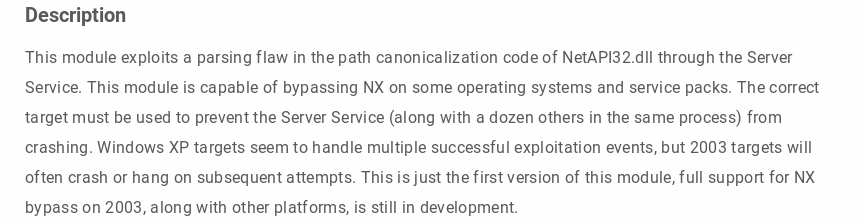 Description
This module exploits a parsing flaw in the path canonicalization code of NetAPI32.dll through the Server
Service. This module is capable of bypassing NX on some operating systems and service packs. The correct
target must be used to prevent the Server Service (along with a dozen others in the same process) from
crashing. Windows XP targets seem to handle multiple successful exploitation events, but 2003 targets will
often crash or hang on subsequent attempts. This is just the first version of this module, full support for NX
bypass on 2003, along with other platforms, is still in development.